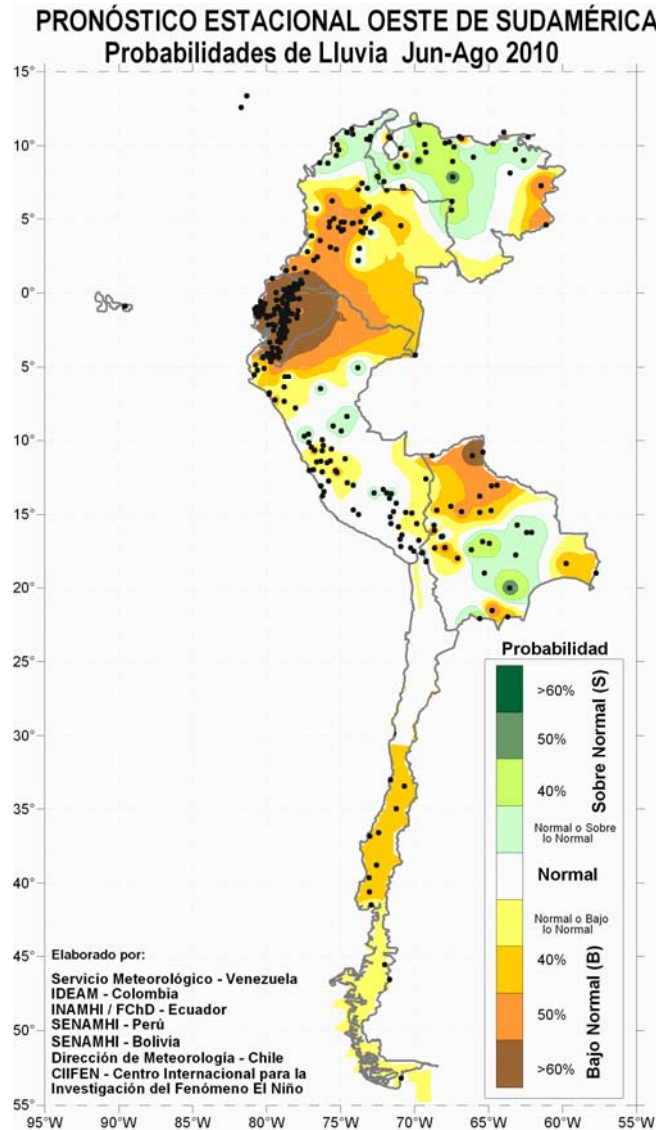 PRONÓSTICO ESTACIONAL OESTE DE SUDAMÉRICA
Probabilidades de Lluvia Jun-Ago 2010
15°
10°
5°
0°
5°
10°
15°
20°
25°
30°
35°
40°
45°
50°
55°
95W
90°W
85°W
80°W
75°W
70°W
65°W
60°W
55W
Probabilidad
>60%
50%
40%
Normal o Sobre
lo Normal
Normal
Normal o Bajo
lo Normal
40%
50%
>60%
Sobre Normal (S)
Bajo Normal (B)
Elaborado por:
Servicio Meteorológico - Venezuela
IDEAM - Colombia
INAMHI / FChD - Ecuador
SENAMHI - Perú
SENAMHI - Bolivia
Dirección de Meteorologia - Chile
CIIFEN - Centro Internacional para la
Investigación del Fenómeno El Niño